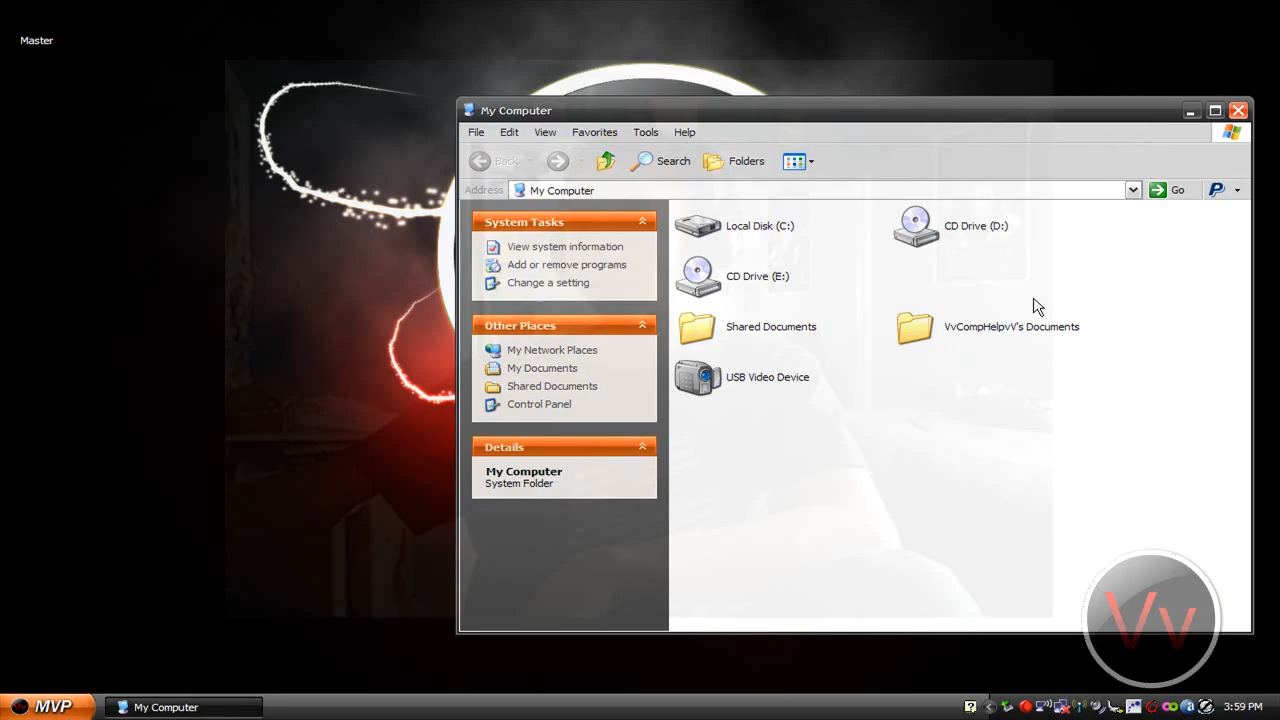 Master
My Computer
File Edit View Favorites Tools Help
Back Search Folders
Address My Computer Go
System Tasks
View system information
Add or remove programs
Change a setting
Other Places
My Network Places
My Documents
Shared Documents
Control Panel
Details
My Computer
System Folder
Local Disk (C:) CD Drive (D:)
CD Drive (E:)
Shared Documents VvCompHelpvV's Documents
USB Video Device
Vv
MVP My Computer 3:59 PM